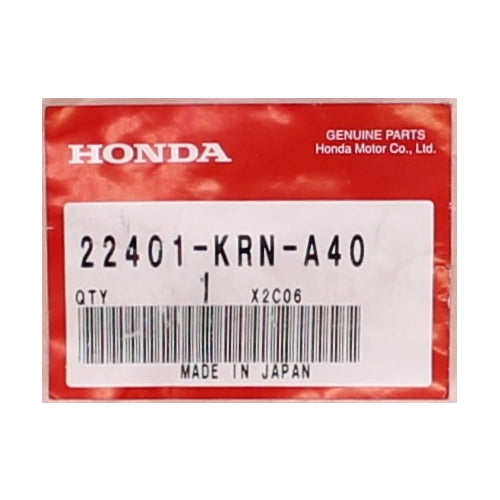 HONDA
GENUINE PARTS
Honda Motor Co., Ltd.
22401-KRN-A40
QTY 1 X2C06
MADE IN JAPAN